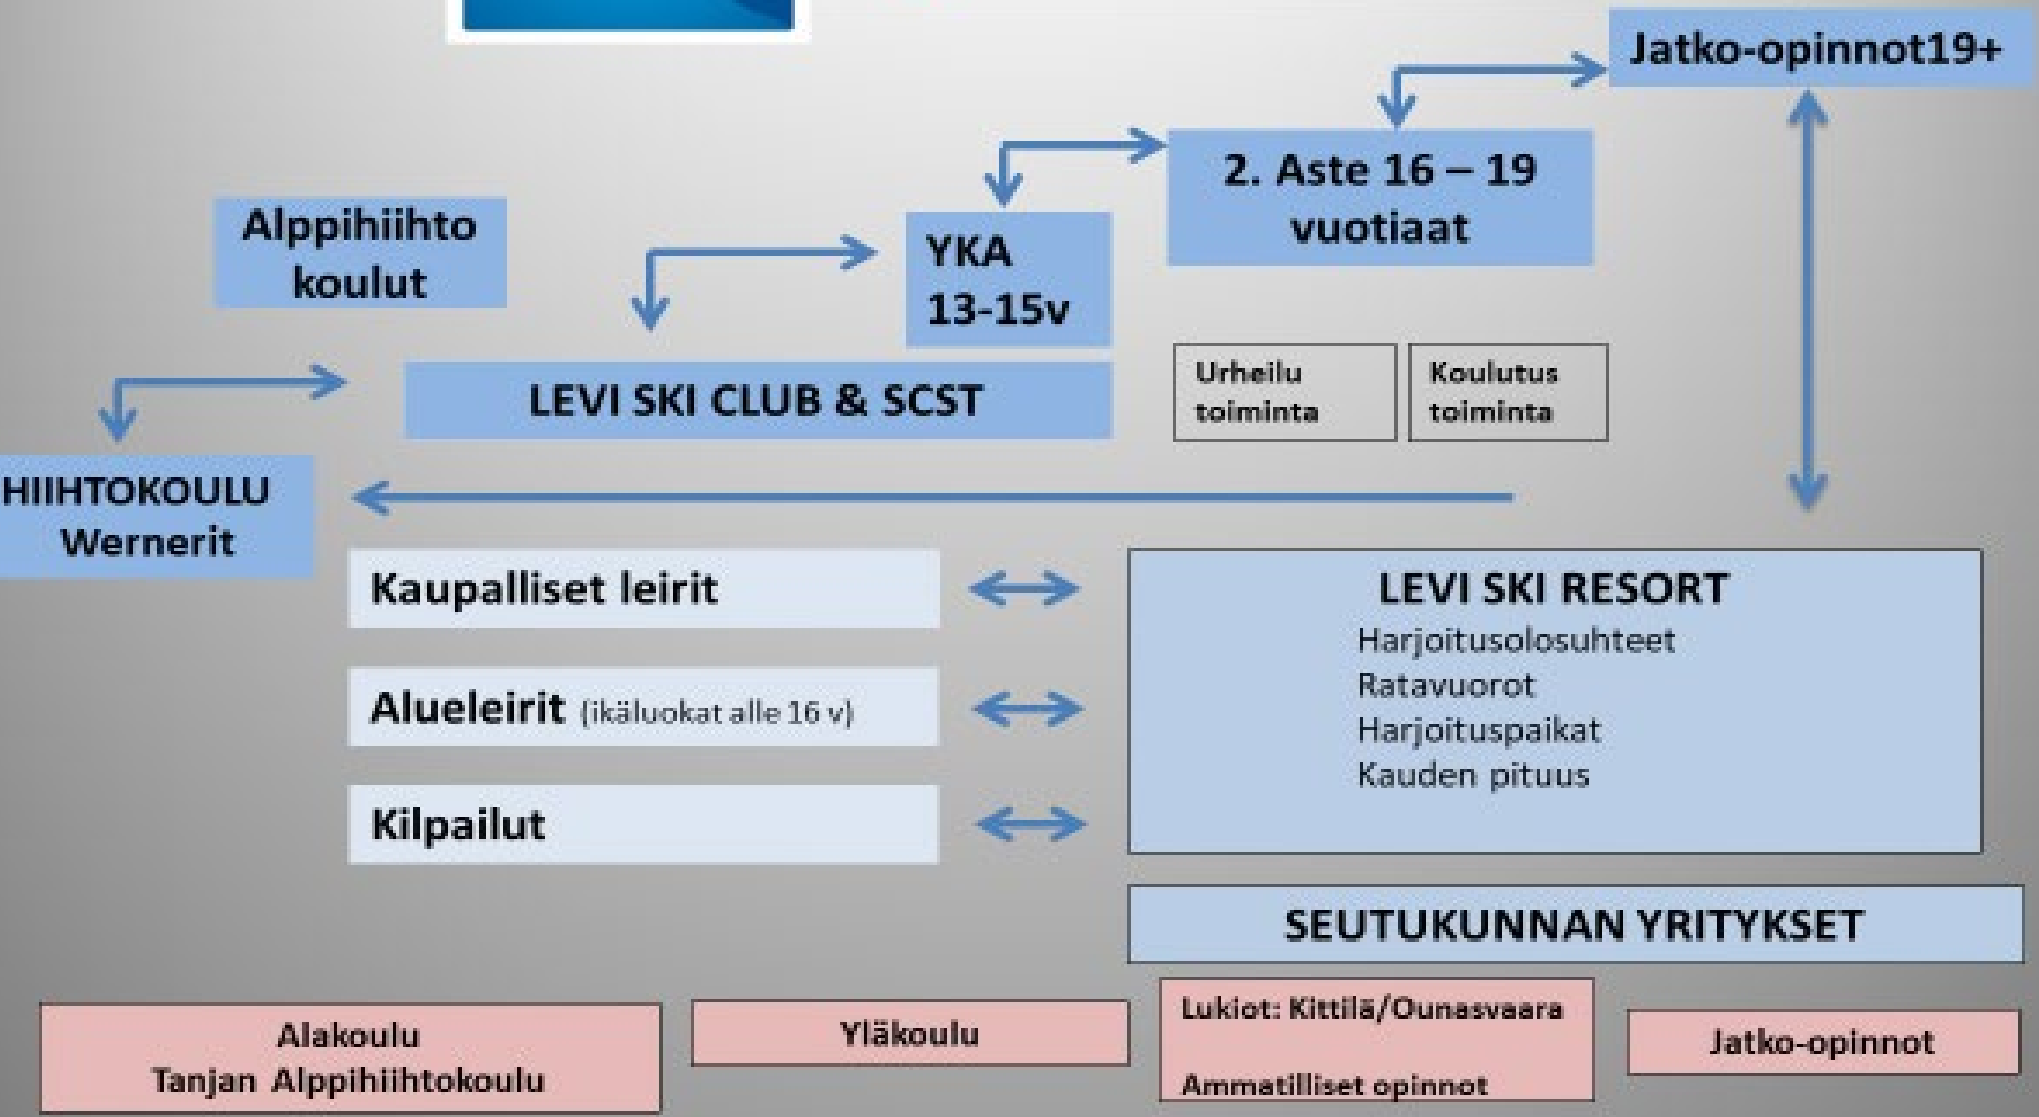 Jatko-opinnot19+
2. Aste 16 – 19
vuotiaat
Alppihiihto
koulut
YKA
13-15v
LEVI SKI CLUB & SCST
Urheilu
toiminta
Koulutus
toiminta
HIIHTOKOULU
Wernerit
Kaupalliset leirit
Alueleirit (ikäluokat alle 16 v)
Kilpailut
LEVI SKI RESORT
Harjoitusolosuhteet
Ratavuorot
Harjoituspaikat
Kauden pituus
SEUTUKUNNAN YRITYKSET
Alakoulu
Tanjan Alppihiihtokoulu
Yläkoulu
Lukiot: Kittilä/Ounasvaara
Ammatilliset opinnot
Jatko-opinnot